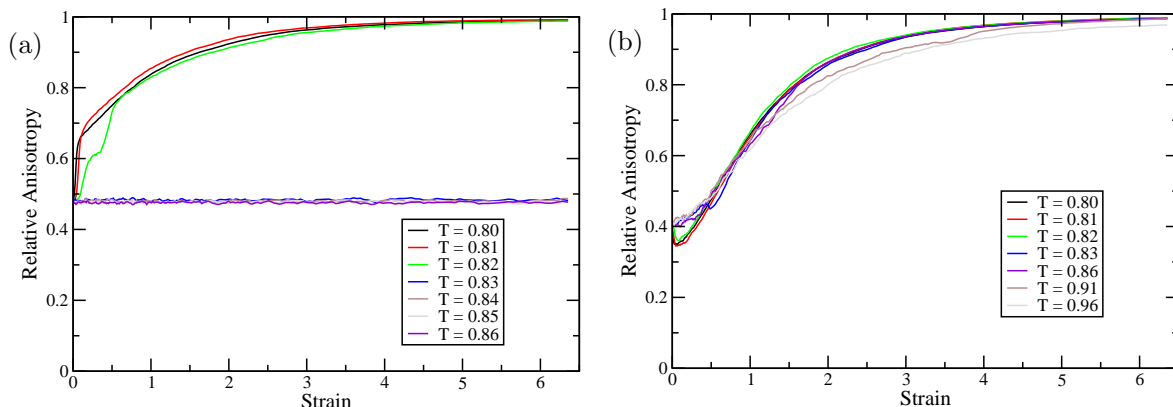 (a)
Relative Anisotropy
1
0.8
0.6
0.4
0.2
0
0 1 2 3 4 5 6
Strain
T = 0.80
T = 0.81
T = 0.82
T = 0.83
T = 0.84
T = 0.85
T = 0.86
(b)
Relative Anisotropy
1
0.8
0.6
0.4
0.2
0
0 1 2 3 4 5 6
Strain
T = 0.80
T = 0.81
T = 0.82
T = 0.83
T = 0.86
T = 0.91
T = 0.96